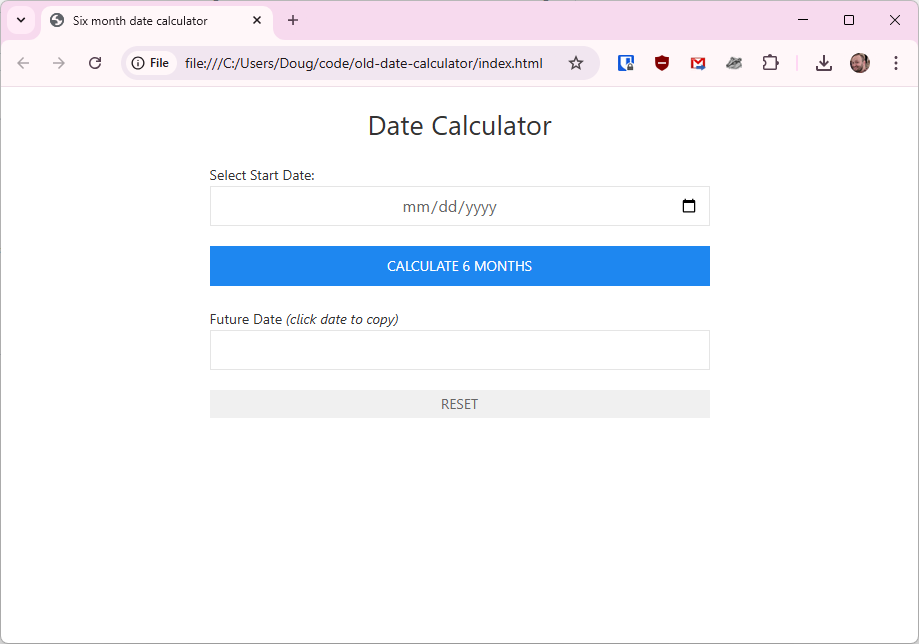 Six month date calculator
File file:///C:/Users/Doug/code/old-date-calculator/index.html
Date Calculator
Select Start Date:
mm/dd/yyyy
CALCULATE 6 MONTHS
Future Date (click date to copy)
RESET